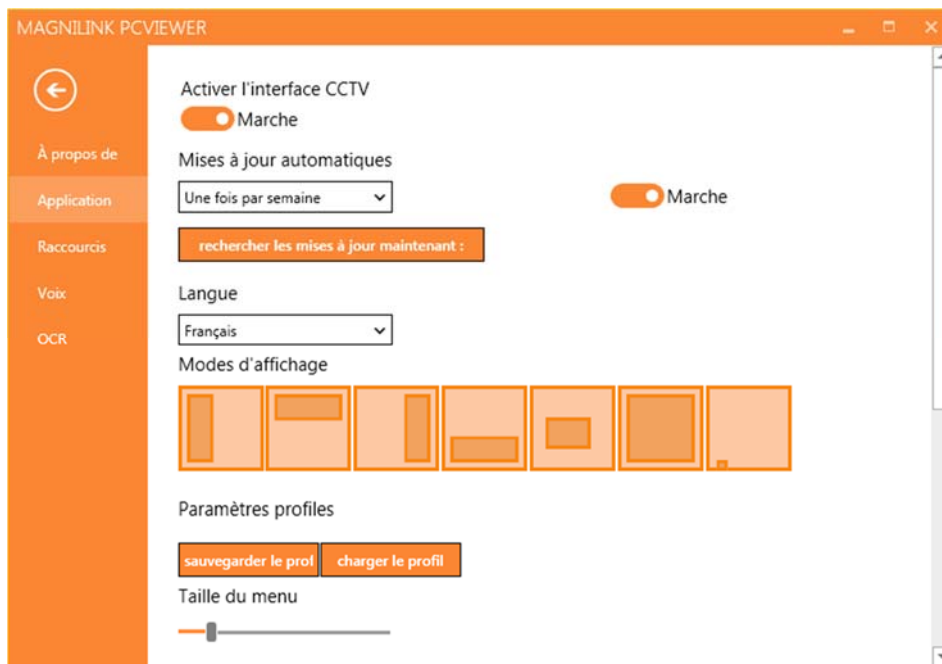 MAGNILINK PCVIEWER
À propos de
Application
Raccourcis
Voix
OCR
Activer l'interface CCTV
Marche
Mises à jour automatiques
Une fois par semaine
Marche
rechercher les mises à jour maintenant :
Langue
Français
Modes d'affichage
Paramètres profiles
sauvegarder le prof
charger le profil
Taille du menu